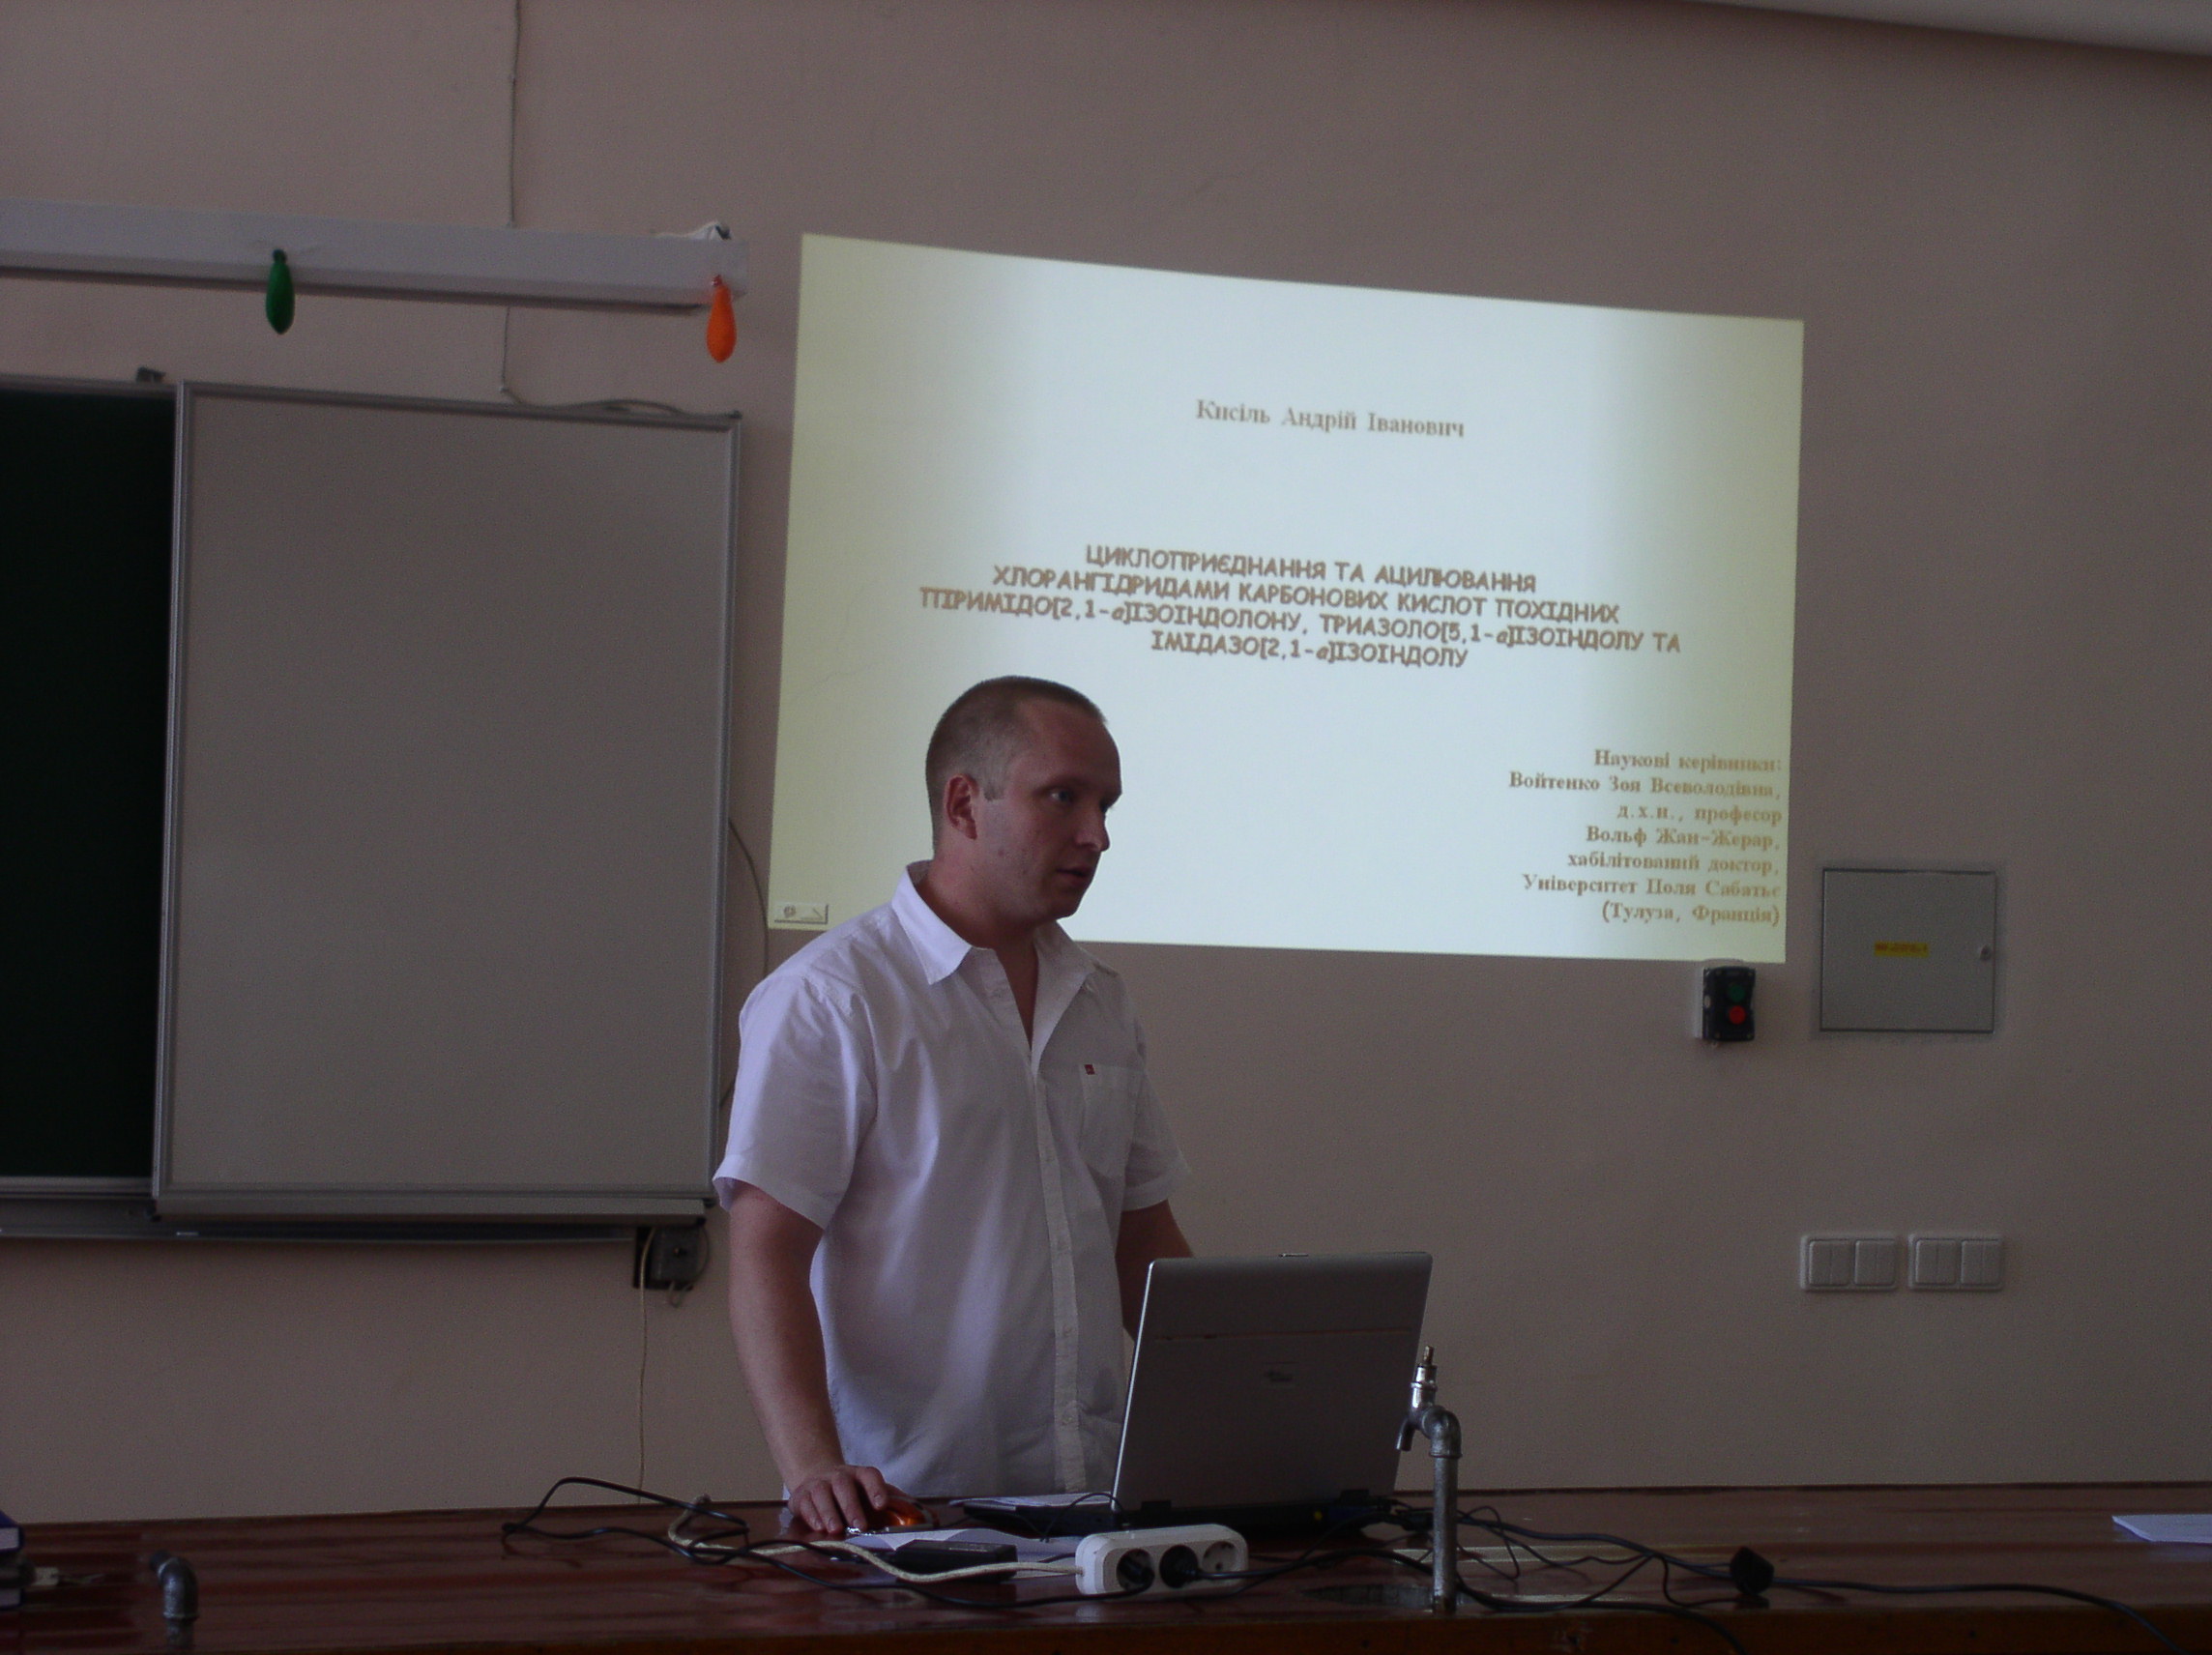 Кисіль Андрій Іванович
ЦИКЛОПРИЄДНАННЯ ТА АЦИЛЮВАННЯ
ХЛОРАНГІДРИДАМИ КАРБОНОВИХ КИСЛОТ ПОХІДНИХ
ПІРИМІДО[2,1-a]ІЗОІНДОЛОНУ, ТРИАЗОЛО[5,1-a]ІЗОІНДОЛУ ТА
ІМІДАЗО[2,1-a]ІЗОІНДОЛУ
Наукові керівники:
Войтенко Зоя Всеволодівна,
д.х.н., професор
Вольф Жан-Жерар,
хабілітований доктор,
Університет Поля Сабатьє
(Тулуза, Франція)